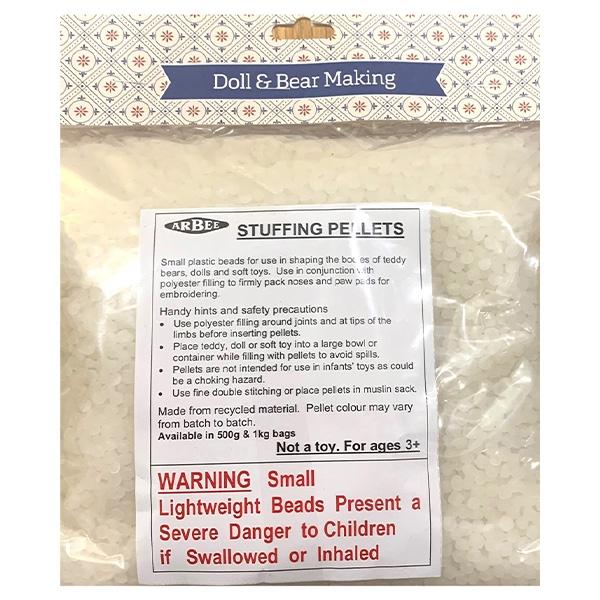 Doll & Bear Making
ARBEE STUFFING PELLETS
Small plastic beads for use in shaping the bodies of teddy
bears, dolls and soft toys. Use in conjunction with
polyester filling to firmly pack noses and paw pads for
embroidering.
Handy hints and safety precautions
• Use polyester filling around joints and at tips of the
limbs before inserting pellets.
• Place teddy, doll or soft toy into a large bowl or
container while filling with pellets to avoid spills.
• Pellets are not intended for use in infants' toys as could
be a choking hazard.
• Use fine double stitching or place pellets in muslin sack.
Made from recycled material. Pellet colour may vary
from batch to batch.
Available in 500g & 1kg bags
Not a toy. For ages 3+
WARNING Small
Lightweight Beads Present a
Severe Danger to Children
if Swallowed or Inhaled